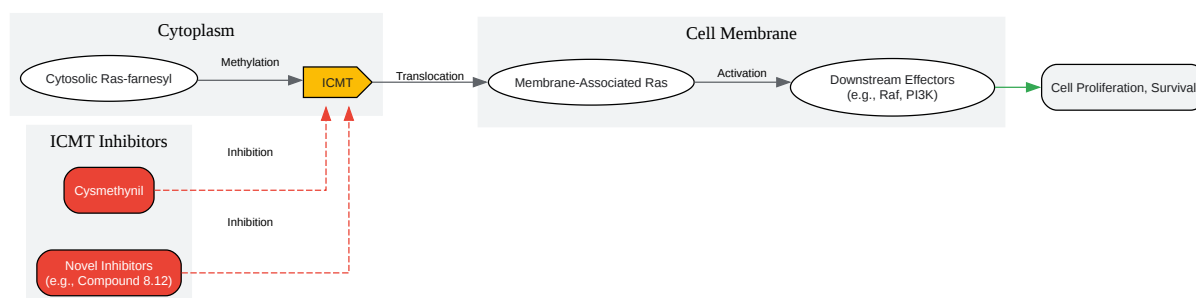 Cytoplasm
Cell Membrane
Cytosolic Ras-farnesyl
Methylation
ICMT
Translocation
Membrane-Associated Ras
Activation
Downstream Effectors
(e.g., Raf, PI3K)
Cell Proliferation, Survival
ICMT Inhibitors
Cysmethynil
Inhibition
Novel Inhibitors
(e.g., Compound 8.12)
Inhibition